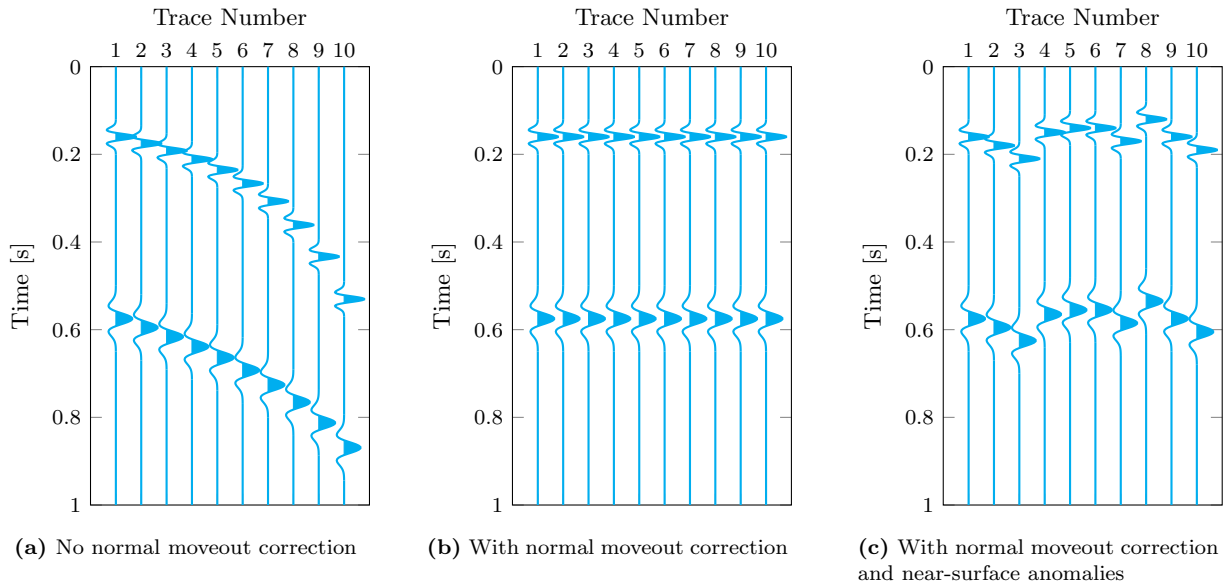 Trace Number
1 2 3 4 5 6 7 8 9 10
0
0.2
0.4
0.6
0.8
1
Time [s]
(a) No normal moveout correction
Trace Number
1 2 3 4 5 6 7 8 9 10
0
0.2
0.4
0.6
0.8
1
Time [s]
(b) With normal moveout correction
Trace Number
1 2 3 4 5 6 7 8 9 10
0
0.2
0.4
0.6
0.8
1
Time [s]
(c) With normal moveout correction
and near-surface anomalies